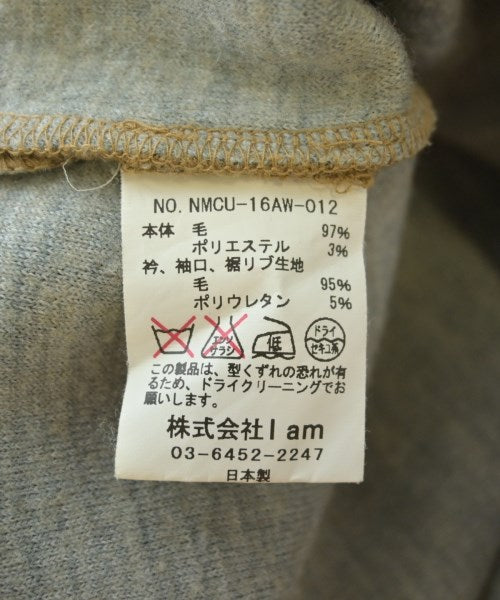 NO. NMCU-16AW-012
本体 毛 97%
ポリエステル 3%
衿、袖口、裾リブ生地
毛 95%
ポリウレタン 5%
エンソ サラシ 低 ドライ セキユ系
この製品は、型くずれの恐れが有
るため、ドライクリーニングでお
願いします。
株式会社I am
03-6452-2247
日本製